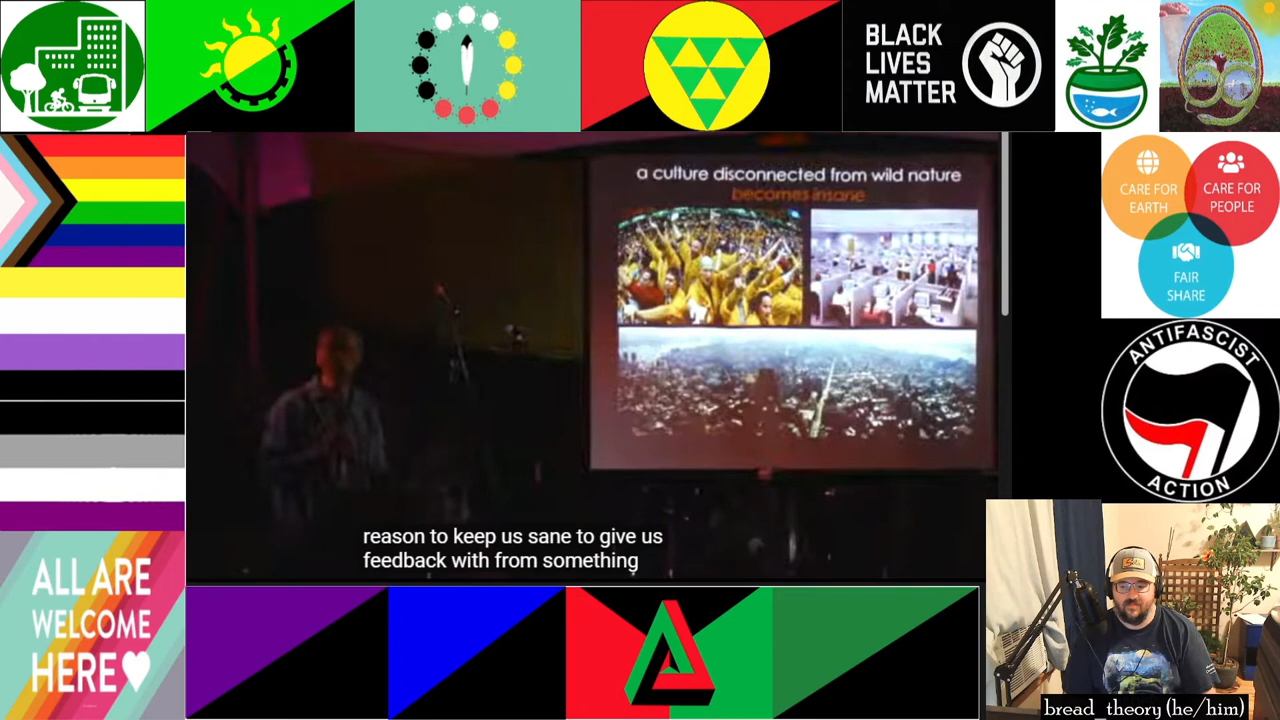 BLACK
LIVES
MATTER
a culture disconnected from wild nature
becomes insane
CARE FOR
EARTH
CARE FOR
PEOPLE
FAIR
SHARE
ANTIFASCIST
ACTION
reason to keep us sane to give us
feedback with from something
ALL ARE
WELCOME
HERE
bread_theory (he/him)